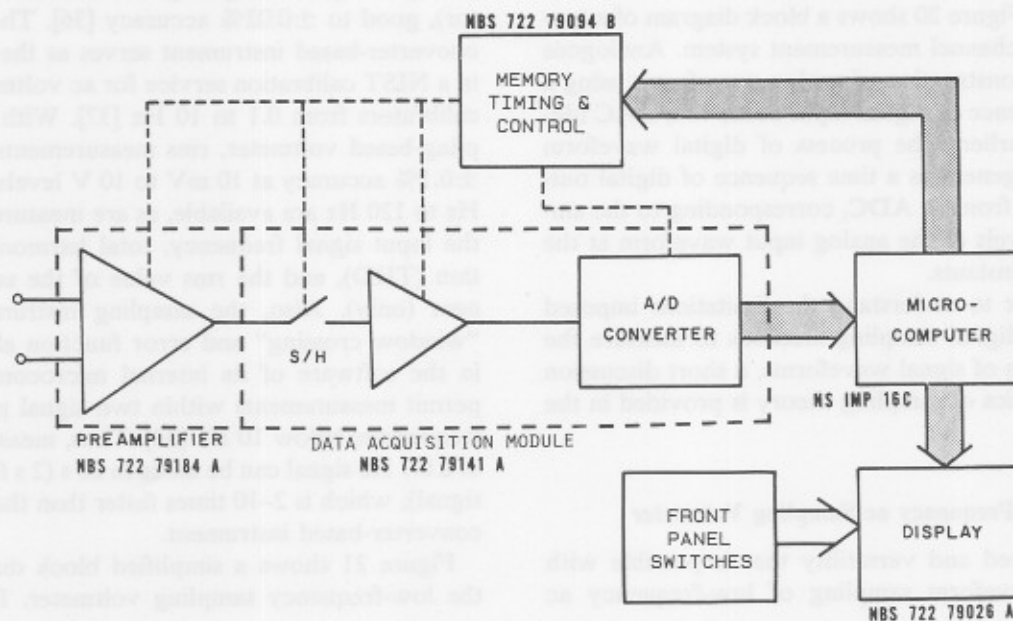 NBS 722 79094 B
MEMORY
TIMING &
CONTROL
S/H
A/D
CONVERTER
MICRO-
COMPUTER
NS IMP 16C
PREAMPLIFIER
NBS 722 79184 A
DATA ACQUISITION MODULE
NBS 722 79141 A
FRONT
PANEL
SWITCHES
DISPLAY
NBS 722 79026 A